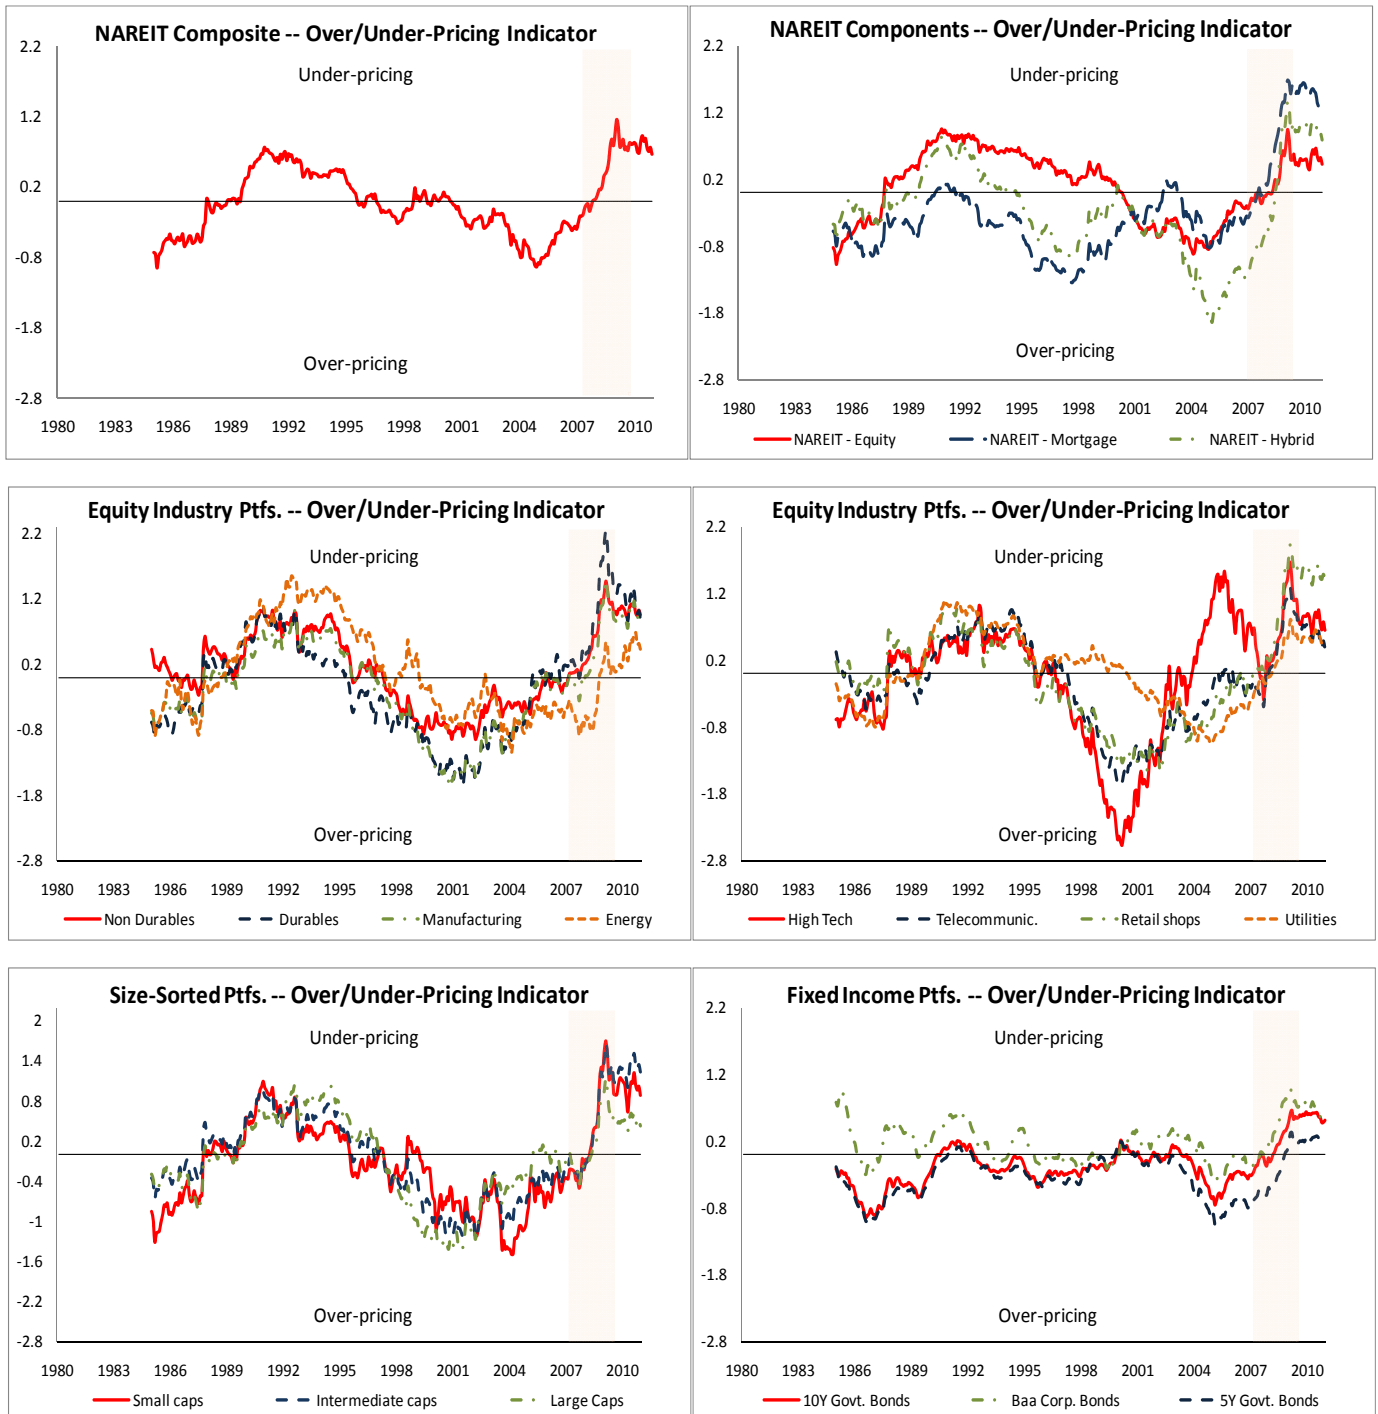 NAREIT Composite -- Over/Under-Pricing Indicator
2.2
Under-pricing
1.2
0.2
-0.8
-1.8
Over-pricing
-2.8
1980 1983 1986 1989 1992 1995 1998 2001 2004 2007 2010
NAREIT Components -- Over/Under-Pricing Indicator
2.2
Under-pricing
1.2
0.2
-0.8
-1.8
Over-pricing
-2.8
1980 1983 1986 1989 1992 1995 1998 2001 2004 2007 2010
NAREIT - Equity NAREIT - Mortgage NAREIT - Hybrid
Equity Industry Ptfs. -- Over/Under-Pricing Indicator
2.2
Under-pricing
1.2
0.2
-0.8
-1.8
Over-pricing
-2.8
1980 1983 1986 1989 1992 1995 1998 2001 2004 2007 2010
Non Durables Durables Manufacturing Energy
Equity Industry Ptfs. -- Over/Under-Pricing Indicator
2.2
Under-pricing
1.2
0.2
-0.8
-1.8
Over-pricing
-2.8
1980 1983 1986 1989 1992 1995 1998 2001 2004 2007 2010
High Tech Telecommunic. Retail shops Utilities
Size-Sorted Ptfs. -- Over/Under-Pricing Indicator
2
Under-pricing
1.4
0.8
0.2
-0.4
-1
-1.6
-2.2
Over-pricing
-2.8
1980 1983 1986 1989 1992 1995 1998 2001 2004 2007 2010
Small caps Intermediate caps Large Caps
Fixed Income Ptfs. -- Over/Under-Pricing Indicator
2.2
Under-pricing
1.2
0.2
-0.8
-1.8
Over-pricing
-2.8
1980 1983 1986 1989 1992 1995 1998 2001 2004 2007 2010
10Y Govt. Bonds Baa Corp. Bonds 5Y Govt. Bonds